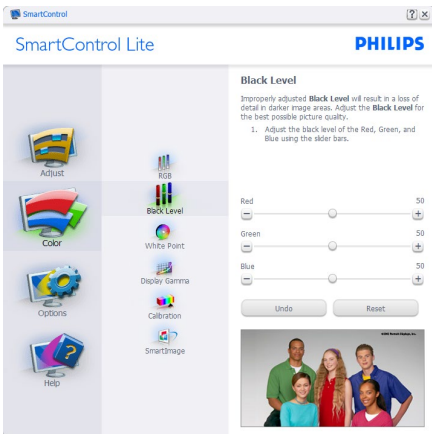 SmartControl
SmartControl Lite
PHILIPS
Adjust
Color
Options
Help
RGB
Black Level
White Point
Display Gamma
Calibration
SmartImage
Black Level
Improperly adjusted Black Level will result in a loss of
detail in darker image areas. Adjust the Black Level for
the best possible picture quality.
1. Adjust the black level of the Red, Green, and
Blue using the slider bars.
Red 50
Green 50
Blue 50
Undo Reset